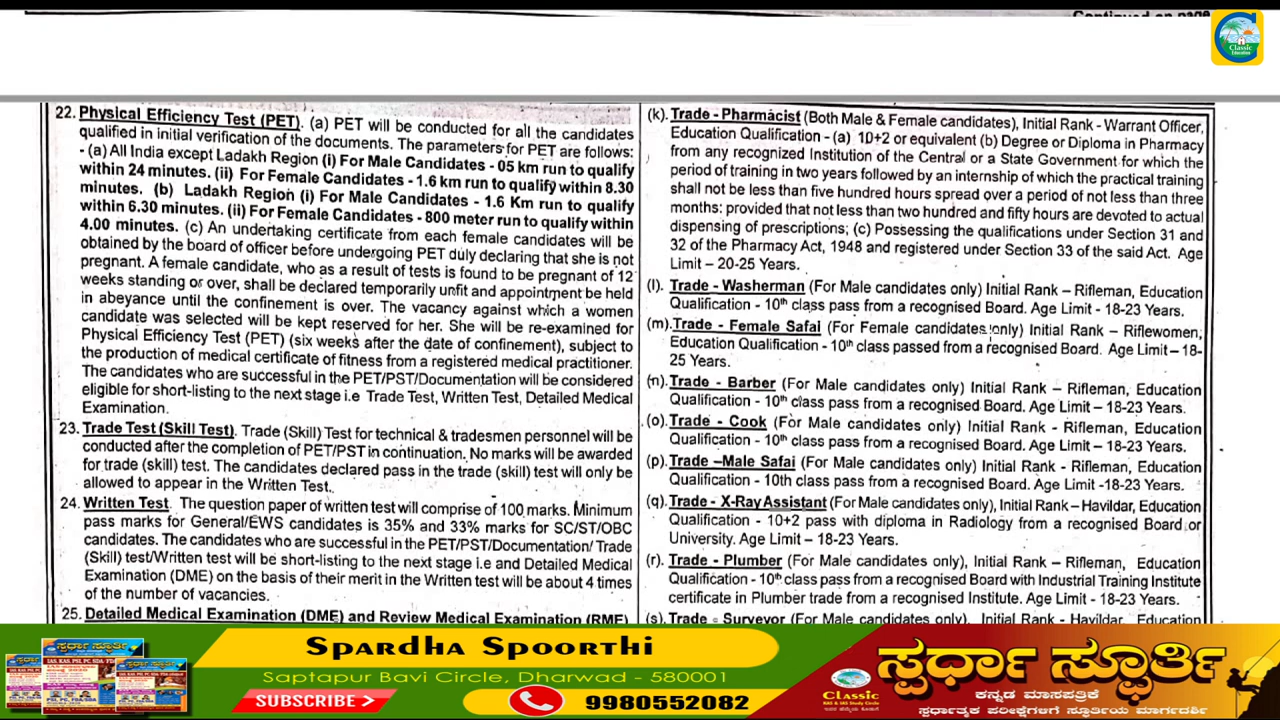 Continued on page
Classic
Education
22. Physical Efficiency Test (PET). (a) PET will be conducted for all the candidates
qualified in initial verification of the documents. The parameters for PET are follows:
- (a) All India except Ladakh Region (i) For Male Candidates - 05 km run to qualify
within 24 minutes. (ii) For Female Candidates - 1.6 km run to qualify within 8.30
minutes. (b) Ladakh Region (i) For Male Candidates - 1.6 Km run to qualify
within 6.30 minutes. (ii) For Female Candidates - 800 meter run to qualify within
4.00 minutes. (c) An undertaking certificate from each female candidates will be
obtained by the board of officer before undergoing PET duly declaring that she is not
pregnant. A female candidate, who as a result of tests is found to be pregnant of 12
weeks standing or over, shall be declared temporarily unfit and appointment be held
in abeyance until the confinement is over. The vacancy against which a women
candidate was selected will be kept reserved for her. She will be re-examined for
Physical Efficiency Test (PET) (six weeks after the date of confinement), subject to
the production of medical certificate of fitness from a registered medical practitioner.
The candidates who are successful in the PET/PST/Documentation will be considered
eligible for short-listing to the next stage i.e Trade Test, Written Test, Detailed Medical
Examination.
23. Trade Test (Skill Test). Trade (Skill) Test for technical & tradesmen personnel will be
conducted after the completion of PET/PST in continuation. No marks will be awarded
for trade (skill) test. The candidates declared pass in the trade (skill) test will only be
allowed to appear in the Written Test.
24. Written Test. The question paper of written test will comprise of 100 marks. Minimum
pass marks for General/EWS candidates is 35% and 33% marks for SC/ST/OBC
candidates. The candidates who are successful in the PET/PST/Documentation/ Trade
(Skill) test/Written test will be short-listing to the next stage i.e and Detailed Medical
Examination (DME) on the basis of their merit in the Written test will be about 4 times
of the number of vacancies.
25. Detailed Medical Examination (DME) and Review Medical Examination (RME)
(k). Trade - Pharmacist (Both Male & Female candidates), Initial Rank - Warrant Officer,
Education Qualification - (a) 10+2 or equivalent (b) Degree or Diploma in Pharmacy
from any recognized Institution of the Central or a State Government for which the
period of training in two years followed by an internship of which the practical training
shall not be less than five hundred hours spread over a period of not less than three
months: provided that not less than two hundred and fifty hours are devoted to actual
dispensing of prescriptions; (c) Possessing the qualifications under Section 31 and
32 of the Pharmacy Act, 1948 and registered under Section 33 of the said Act. Age
Limit – 20-25 Years.
(l). Trade - Washerman (For Male candidates only) Initial Rank – Rifleman, Education
Qualification - 10th class pass from a recognised Board. Age Limit - 18-23 Years.
(m). Trade - Female Safai (For Female candidates only) Initial Rank – Riflewomen,
Education Qualification - 10th class passed from a recognised Board. Age Limit – 18-
25 Years.
(n). Trade - Barber (For Male candidates only) Initial Rank – Rifleman, Education
Qualification - 10th class pass from a recognised Board. Age Limit – 18-23 Years.
(o). Trade - Cook (For Male candidates only) Initial Rank - Rifleman, Education
Qualification - 10th class pass from a recognised Board. Age Limit – 18-23 Years.
(p). Trade –Male Safai (For Male candidates only) Initial Rank - Rifleman, Education
Qualification - 10th class pass from a recognised Board. Age Limit -18-23 Years.
(q). Trade - X-Ray Assistant (For Male candidates only), Initial Rank – Havildar, Education
Qualification - 10+2 pass with diploma in Radiology from a recognised Board or
University. Age Limit – 18-23 Years.
(r). Trade - Plumber (For Male candidates only), Initial Rank – Rifleman, Education
Qualification - 10th class pass from a recognised Board with Industrial Training Institute
certificate in Plumber trade from a recognised Institute. Age Limit - 18-23 Years.
(s). Trade - Surveyor (For Male candidates only), Initial Rank - Havildar, Education
Spardha Spoorthi
Saptapur Bavi Circle, Dharwad - 580001
SUBSCRIBE
9980552082
ಸ್ಪರ್ಧಾ ಸ್ಫೂರ್ತಿ
Classic
ಕನ್ನಡ ಮಾಸಪತ್ರಿಕೆ
ಸ್ಪರ್ಧಾತ್ಮಕ ಪರೀಕ್ಷೆಗಳಿಗೆ ಸ್ಫೂರ್ತಿಯ ಮಾರ್ಗದರ್ಶಿ